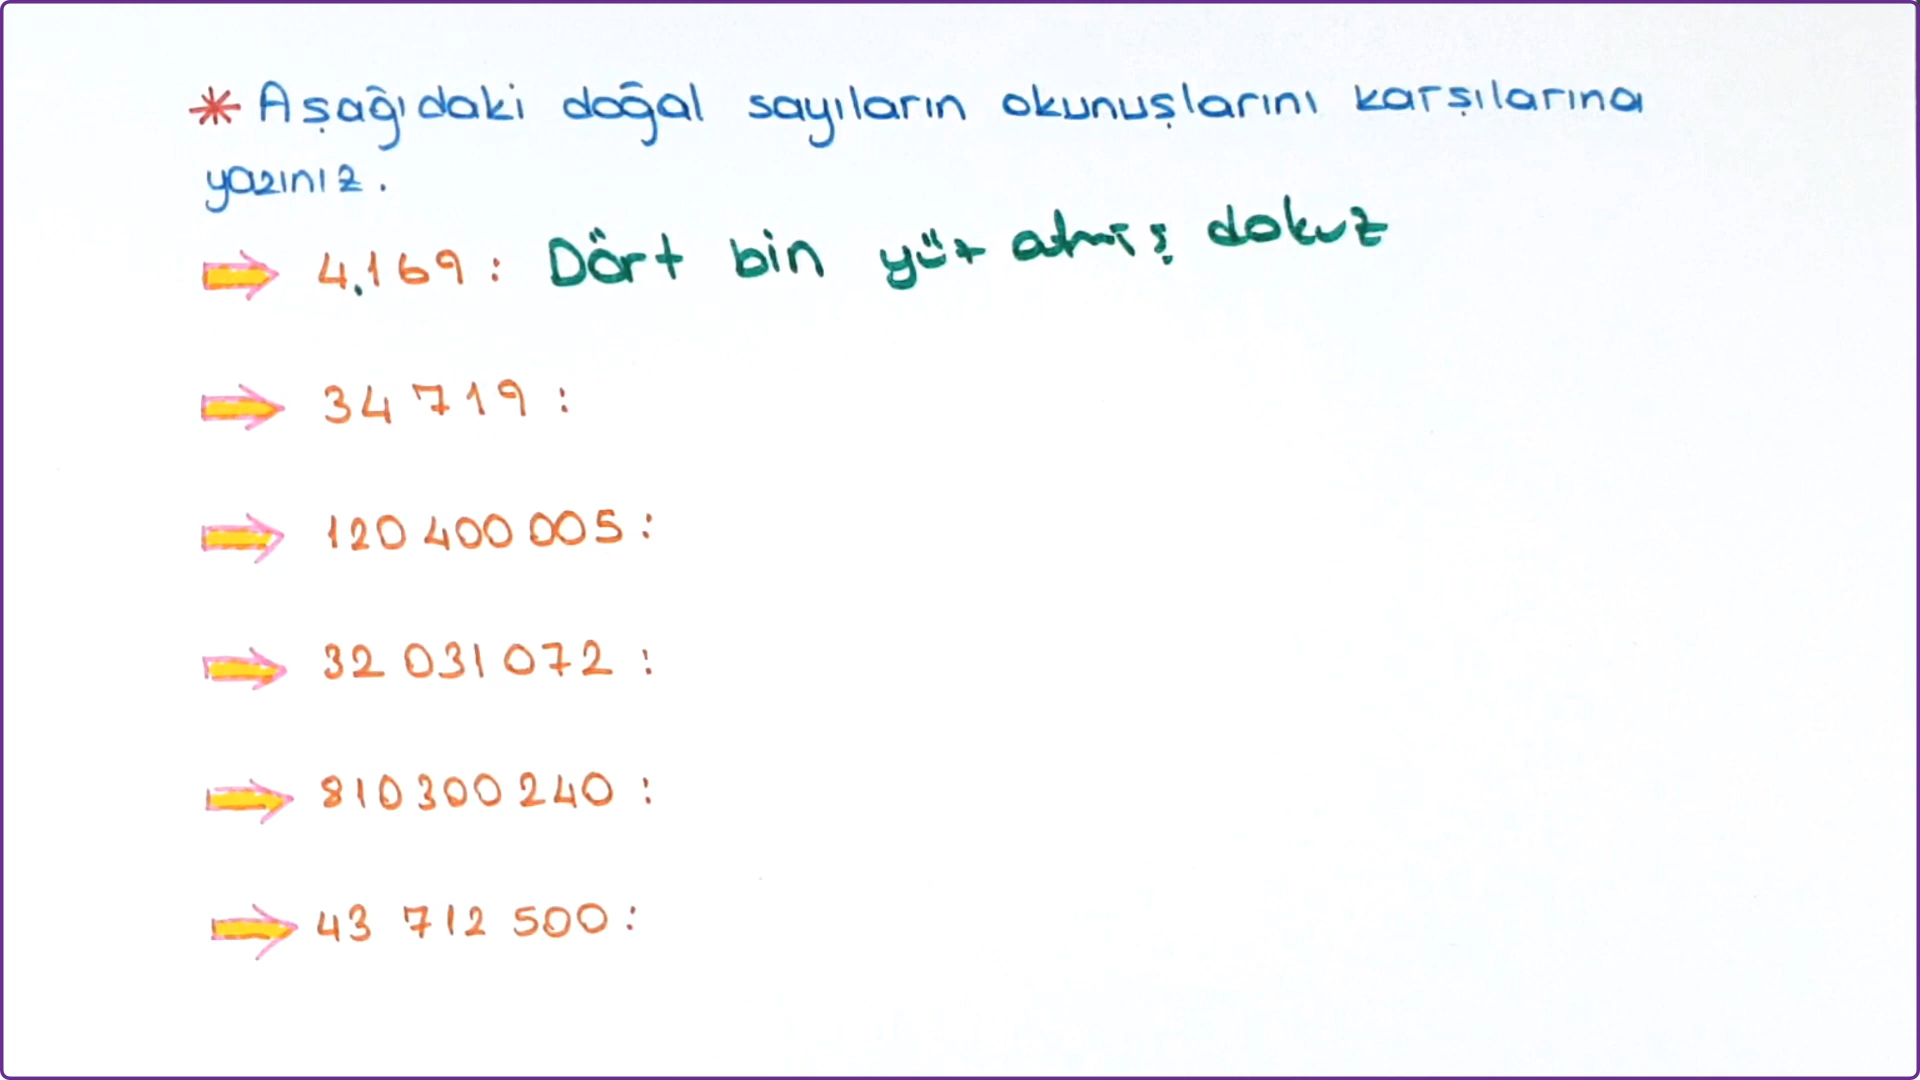 * Aşağıdaki doğal sayıların okunuşlarını karşılarına
yazınız.
4.169: Dört bin yüz atmış dokuz
34 719:
120 400 005:
32 031 072:
810 300 240:
43 712 500: